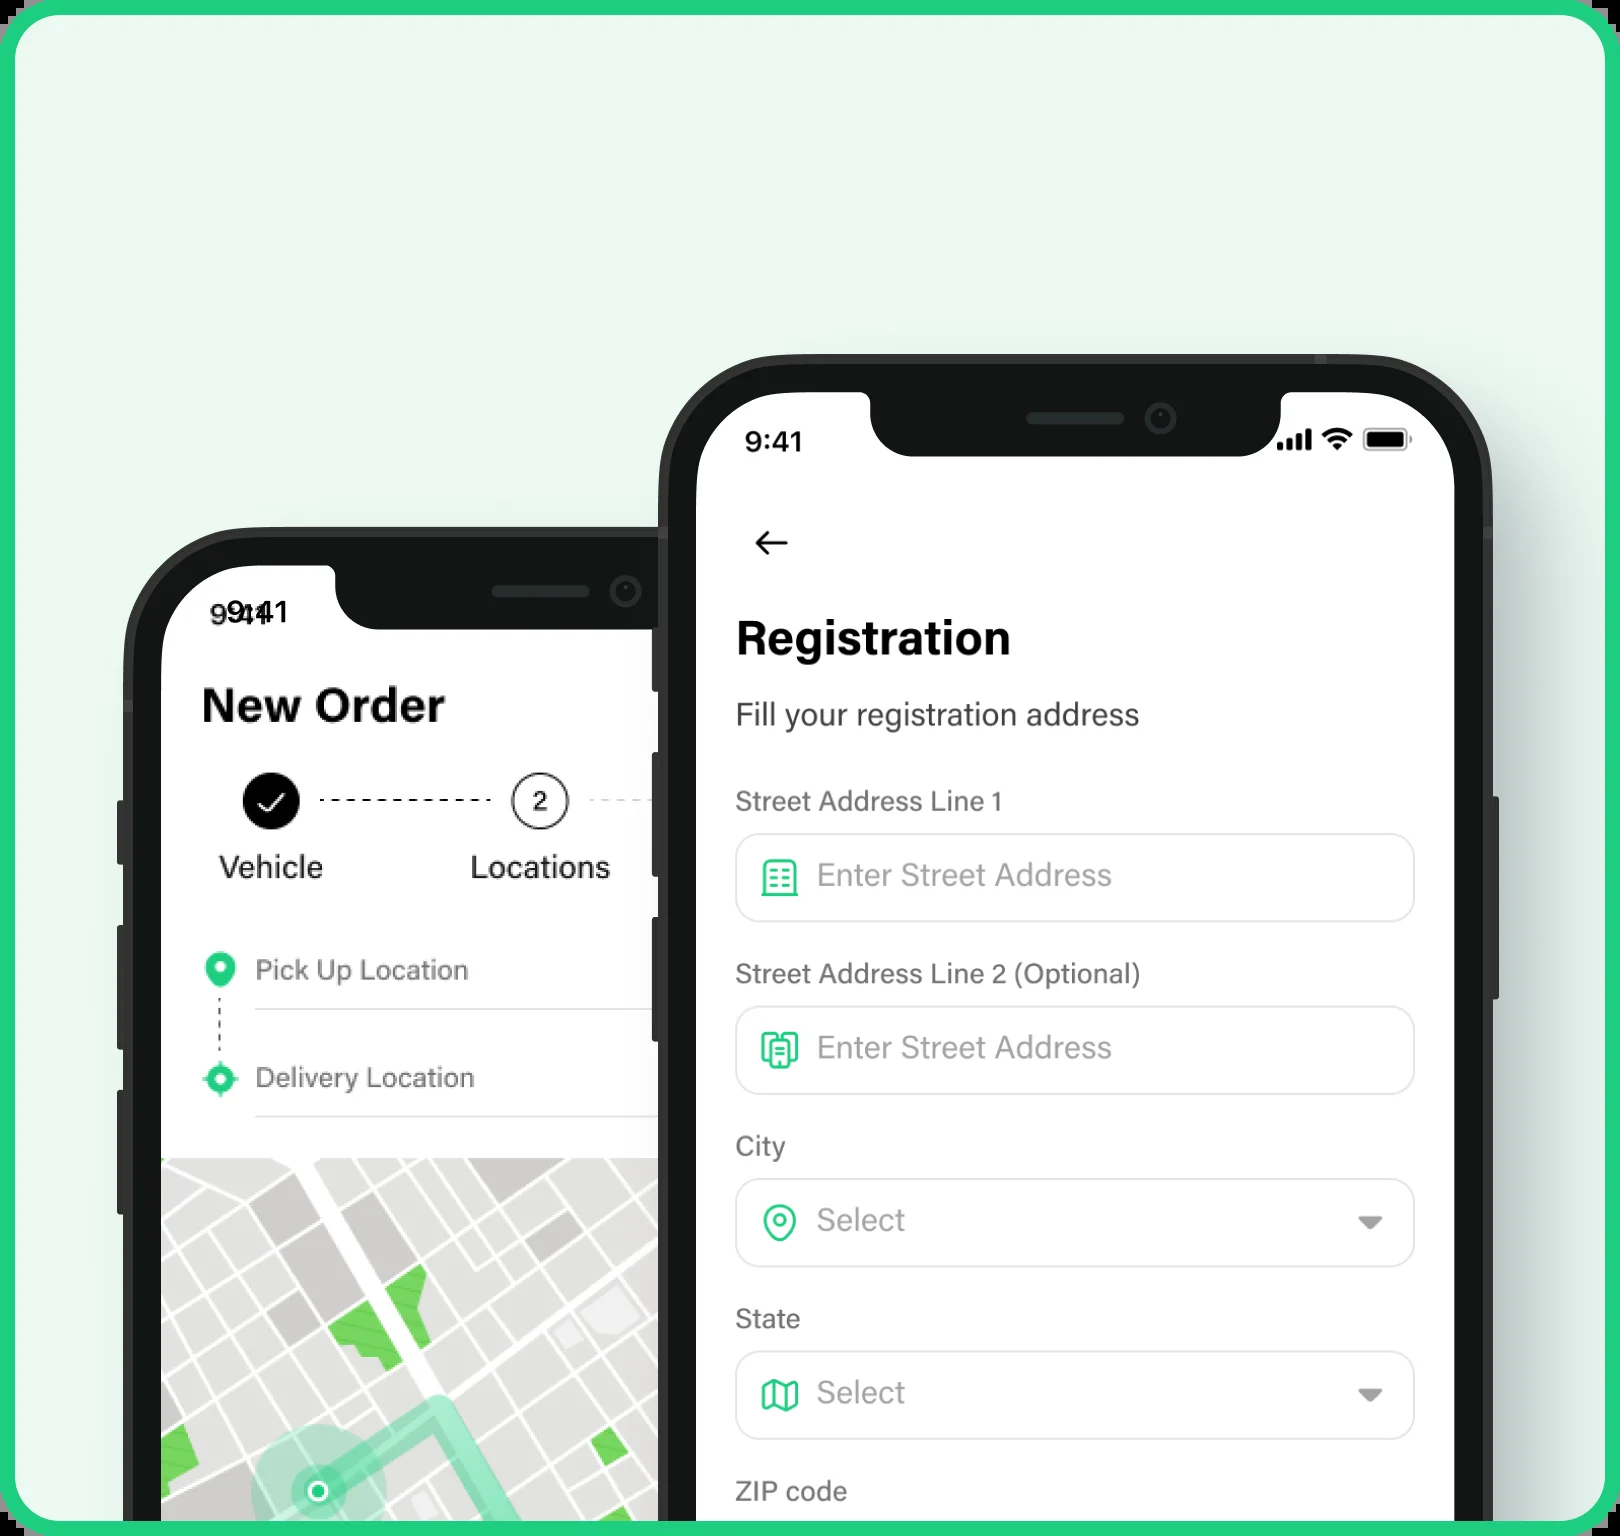 9:41
9:41
New Order
2
Vehicle
Locations
Pick Up Location
Delivery Location
9:41
Registration
Fill your registration address
Street Address Line 1
Enter Street Address
Street Address Line 2 (Optional)
Enter Street Address
City
Select
State
Select
ZIP code